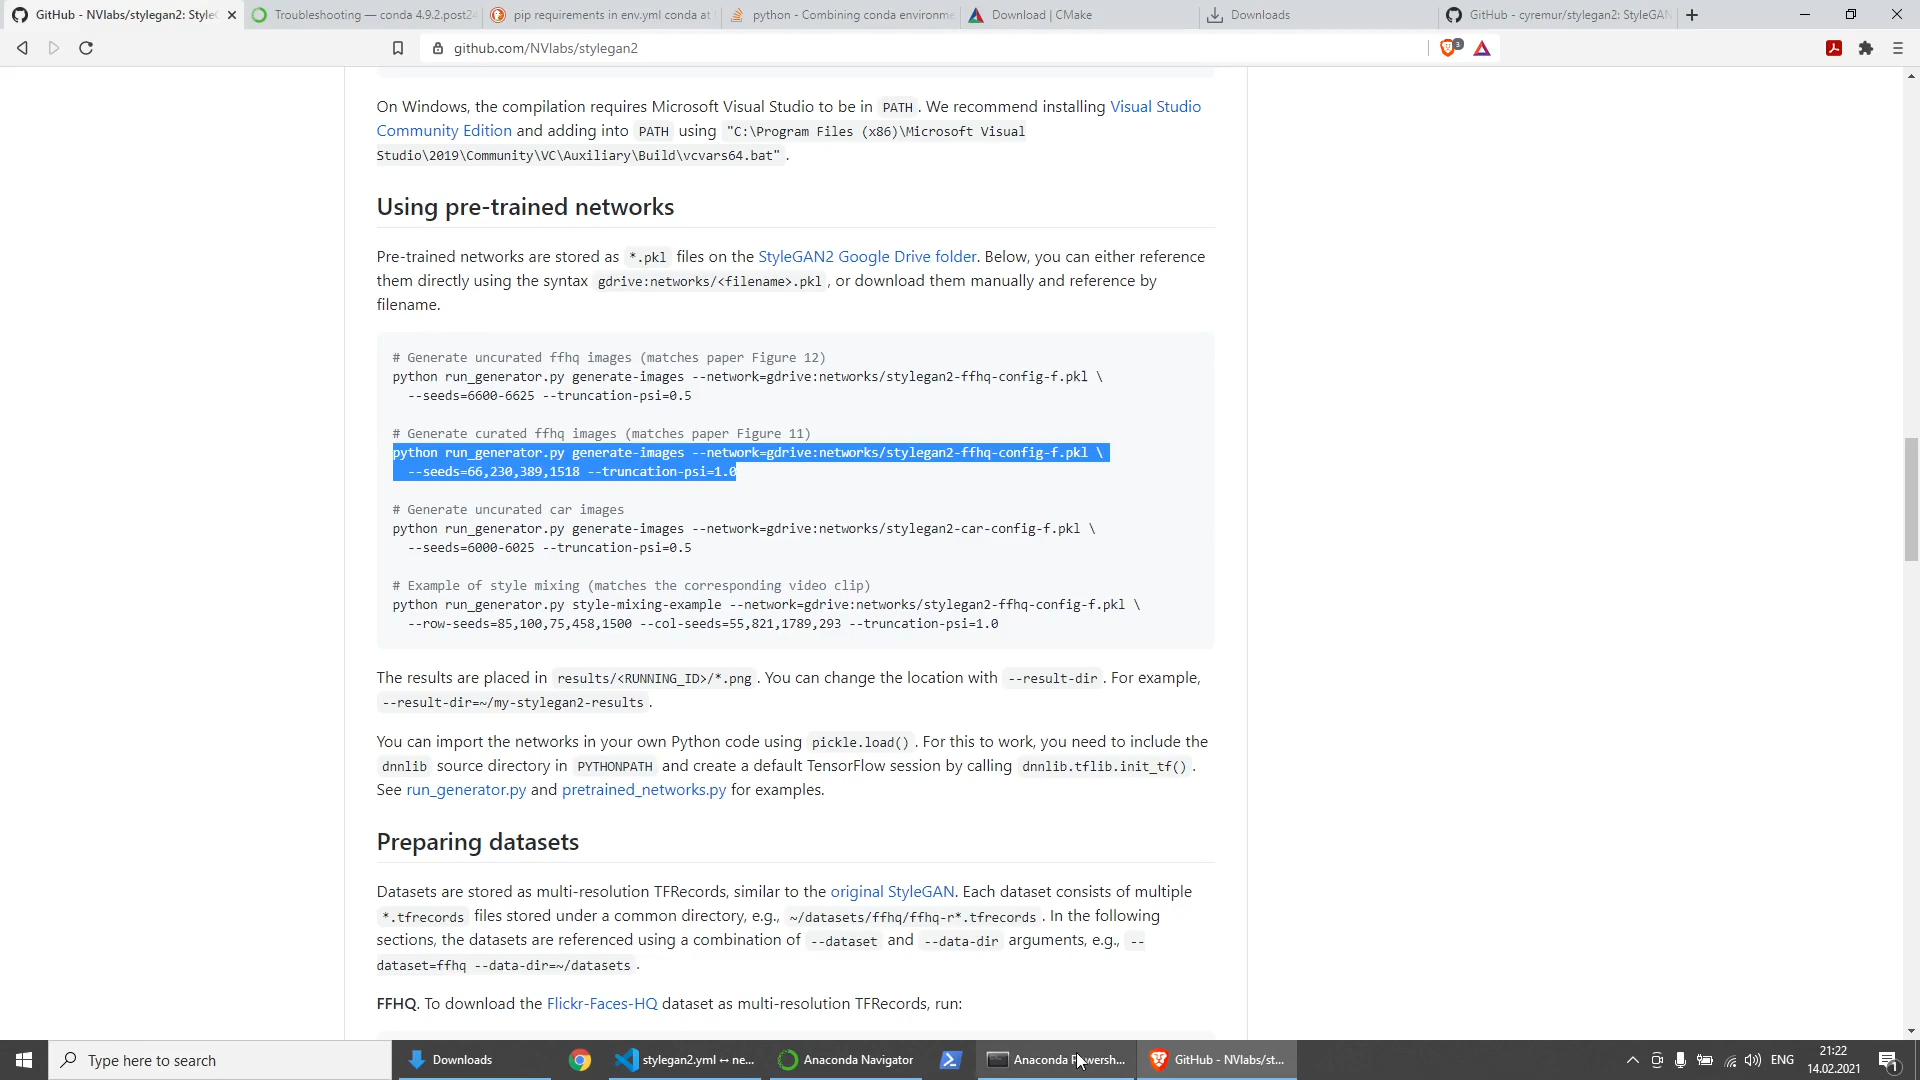 GitHub - NVlabs/stylegan2: StyleG
Troubleshooting — conda 4.9.2.post24
pip requirements in env.yml conda at
python - Combining conda environme
Download | CMake
Downloads
GitHub - cyremur/stylegan2: StyleGAN
github.com/NVlabs/stylegan2
3
On Windows, the compilation requires Microsoft Visual Studio to be in PATH . We recommend installing Visual Studio
Community Edition and adding into PATH using "C:\Program Files (x86)\Microsoft Visual
Studio\2019\Community\VC\Auxiliary\Build\vcvars64.bat" .
Using pre-trained networks
Pre-trained networks are stored as *.pkl files on the StyleGAN2 Google Drive folder. Below, you can either reference
them directly using the syntax gdrive:networks/<filename>.pkl , or download them manually and reference by
filename.
# Generate uncurated ffhq images (matches paper Figure 12)
python run_generator.py generate-images --network=gdrive:networks/stylegan2-ffhq-config-f.pkl \
--seeds=6600-6625 --truncation-psi=0.5
# Generate curated ffhq images (matches paper Figure 11)
python run_generator.py generate-images --network=gdrive:networks/stylegan2-ffhq-config-f.pkl \
--seeds=66,230,389,1518 --truncation-psi=1.0
# Generate uncurated car images
python run_generator.py generate-images --network=gdrive:networks/stylegan2-car-config-f.pkl \
--seeds=6000-6025 --truncation-psi=0.5
# Example of style mixing (matches the corresponding video clip)
python run_generator.py style-mixing-example --network=gdrive:networks/stylegan2-ffhq-config-f.pkl \
--row-seeds=85,100,75,458,1500 --col-seeds=55,821,1789,293 --truncation-psi=1.0
The results are placed in results/<RUNNING_ID>/*.png . You can change the location with --result-dir . For example,
--result-dir=~/my-stylegan2-results .
You can import the networks in your own Python code using pickle.load() . For this to work, you need to include the
dnnlib source directory in PYTHONPATH and create a default TensorFlow session by calling dnnlib.tflib.init_tf() .
See run_generator.py and pretrained_networks.py for examples.
Preparing datasets
Datasets are stored as multi-resolution TFRecords, similar to the original StyleGAN. Each dataset consists of multiple
*.tfrecords files stored under a common directory, e.g., ~/datasets/ffhq/ffhq-r*.tfrecords . In the following
sections, the datasets are referenced using a combination of --dataset and --data-dir arguments, e.g., --
dataset=ffhq --data-dir=~/datasets .
FFHQ. To download the Flickr-Faces-HQ dataset as multi-resolution TFRecords, run:
Type here to search
Downloads
stylegan2.yml ↔ ne...
Anaconda Navigator
Anaconda Powersh...
GitHub - NVlabs/st...
ENG
21:22
14.02.2021
1